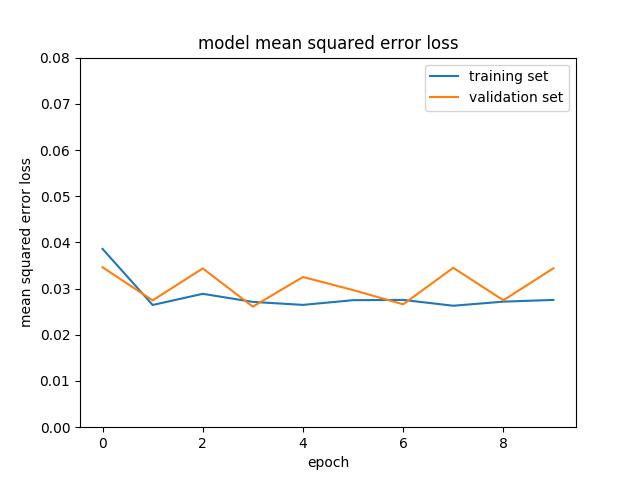 model mean squared error loss
training set
validation set
0.08
0.07
0.06
0.05
0.04
0.03
0.02
0.01
0.00
mean squared error loss
0 2 4 6 8
epoch